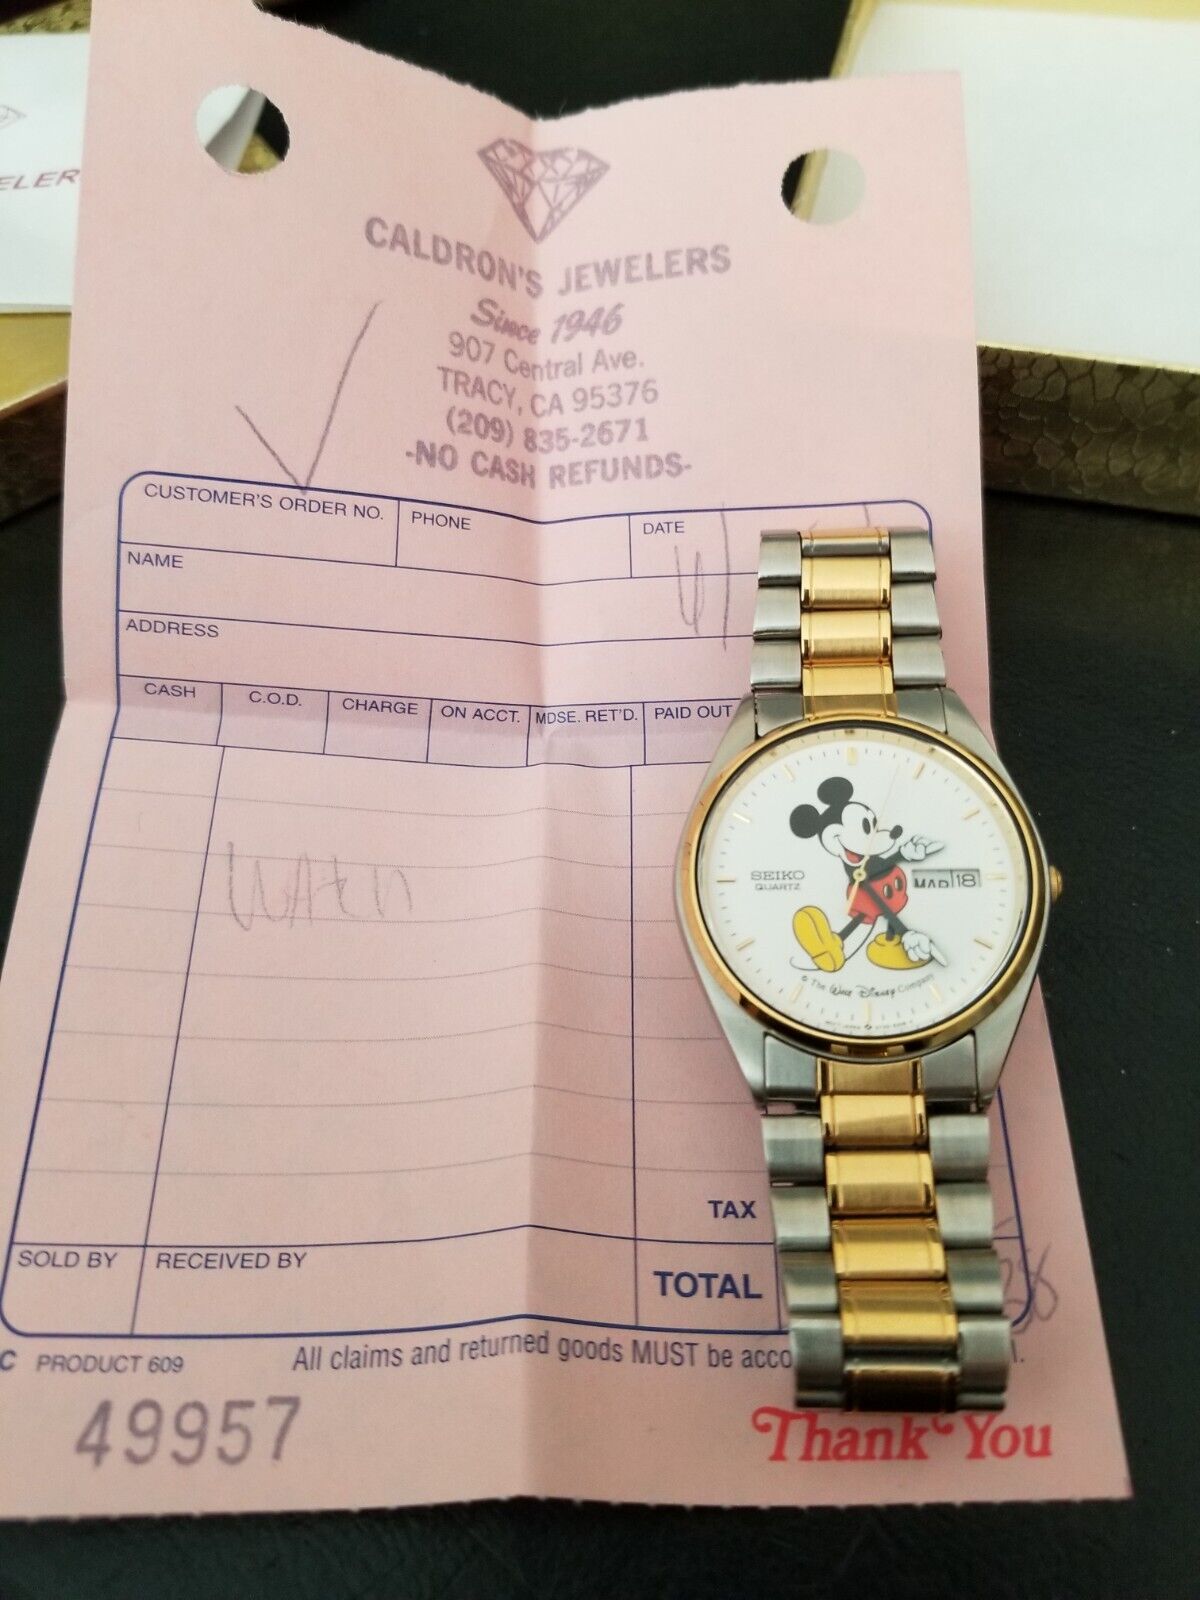 ELER
CALDRON'S JEWELERS
Since 1946
907 Central Ave.
TRACY, CA 95376
(209) 835-2671
-NO CASH REFUNDS-
CUSTOMER'S ORDER NO. PHONE DATE
NAME
ADDRESS
CASH C.O.D. CHARGE ON ACCT. MDSE. RET'D. PAID OUT
SEIKO
QUARTZ
MAR 18
© The Walt Disney Company
TAX
SOLD BY RECEIVED BY TOTAL
C PRODUCT 609 All claims and returned goods MUST be acco
49957 Thank You